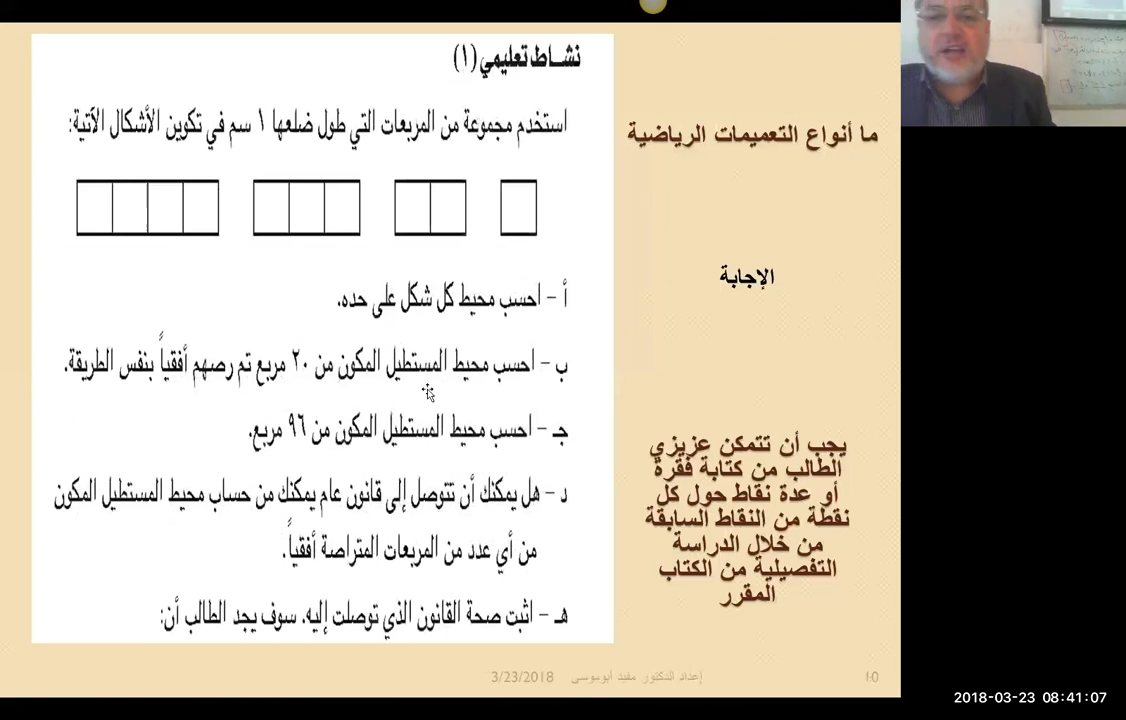 نشاط تعليمي (١)
استخدم مجموعة من المربعات التي طول ضلعها ١ سم في تكوين الأشكال الآتية:
أ – احسب محيط كل شكل على حده.
ب – احسب محيط المستطيل المكون من ٢٠ مربع تم رصهم أفقياً بنفس الطريقة.
جـ – احسب محيط المستطيل المكون من ٩٦ مربع.
د – هل يمكنك أن تتوصل إلى قانون عام يمكنك من حساب محيط المستطيل المكون
من أي عدد من المربعات المتراصة أفقياً.
هـ – اثبت صحة القانون الذي توصلت إليه. سوف يجد الطالب أن:
ما أنواع التعميمات الرياضية
الإجابة
يجب أن تتمكن عزيزي
الطالب من كتابة فقرة
أو عدة نقاط حول كل
نقطة من النقاط السابقة
من خلال الدراسة
التفصيلية من الكتاب
المقرر
3/23/2018 إعداد الدكتور مفيد أبوموسى 10
2018-03-23 08:41:07